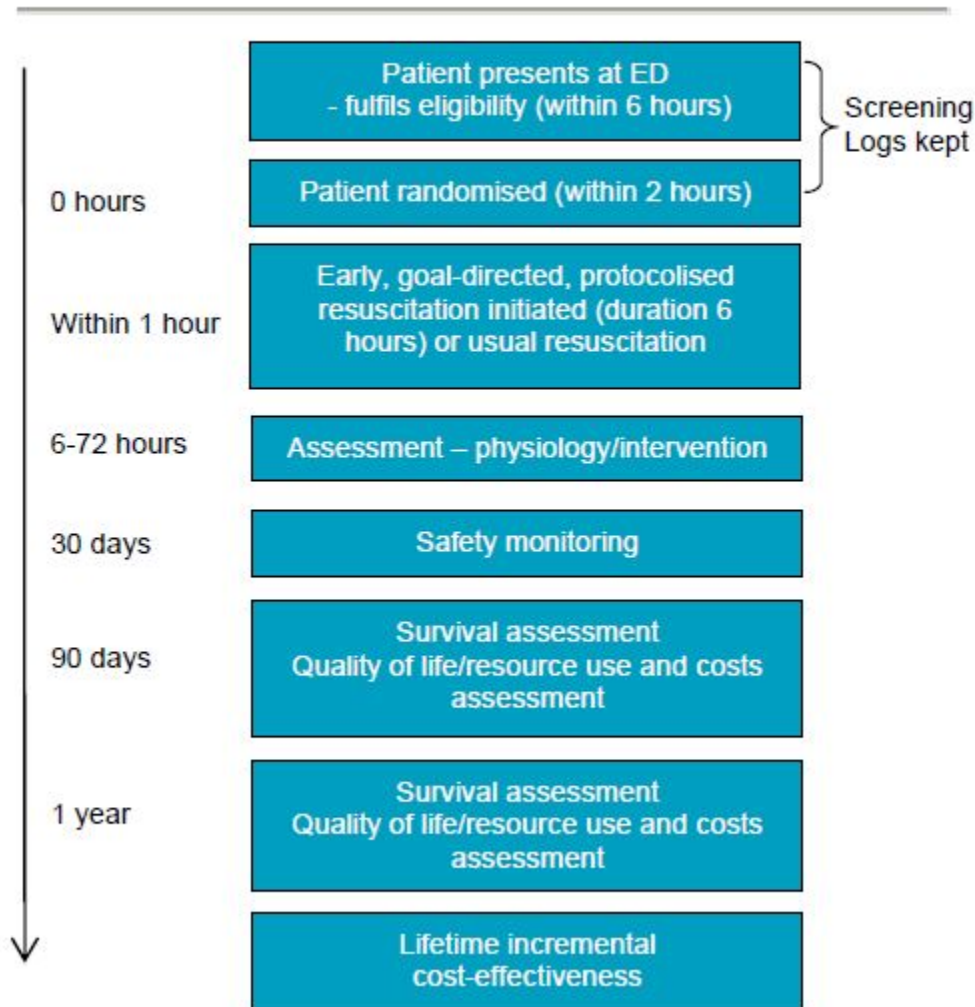 Patient presents at ED
- fulfils eligibility (within 6 hours)
Screening
Logs kept
0 hours
Patient randomised (within 2 hours)
Within 1 hour
Early, goal-directed, protocolised
resuscitation initiated (duration 6
hours) or usual resuscitation
6-72 hours
Assessment – physiology/intervention
30 days
Safety monitoring
90 days
Survival assessment
Quality of life/resource use and costs
assessment
1 year
Survival assessment
Quality of life/resource use and costs
assessment
Lifetime incremental
cost-effectiveness